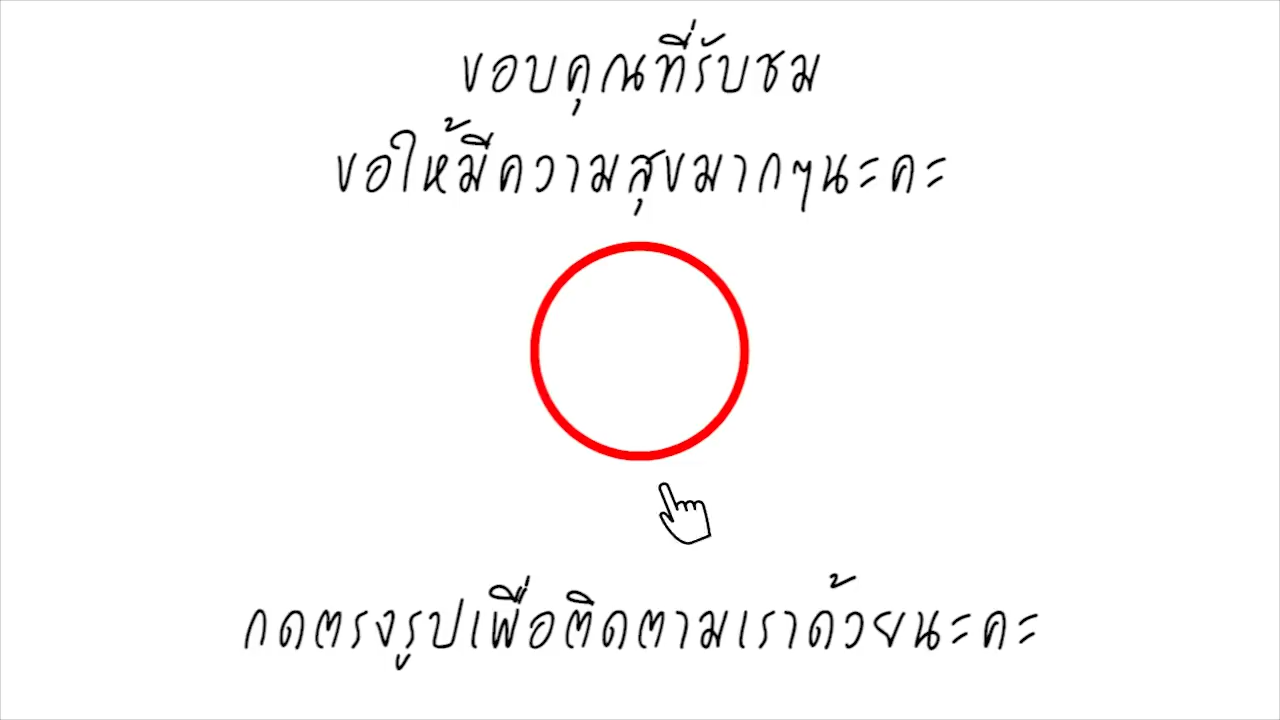 ขอบคุณที่รับชม
ขอให้มีความสุขมากๆนะคะ
กดตรงรูปเพื่อติดตามเราด้วยนะคะ